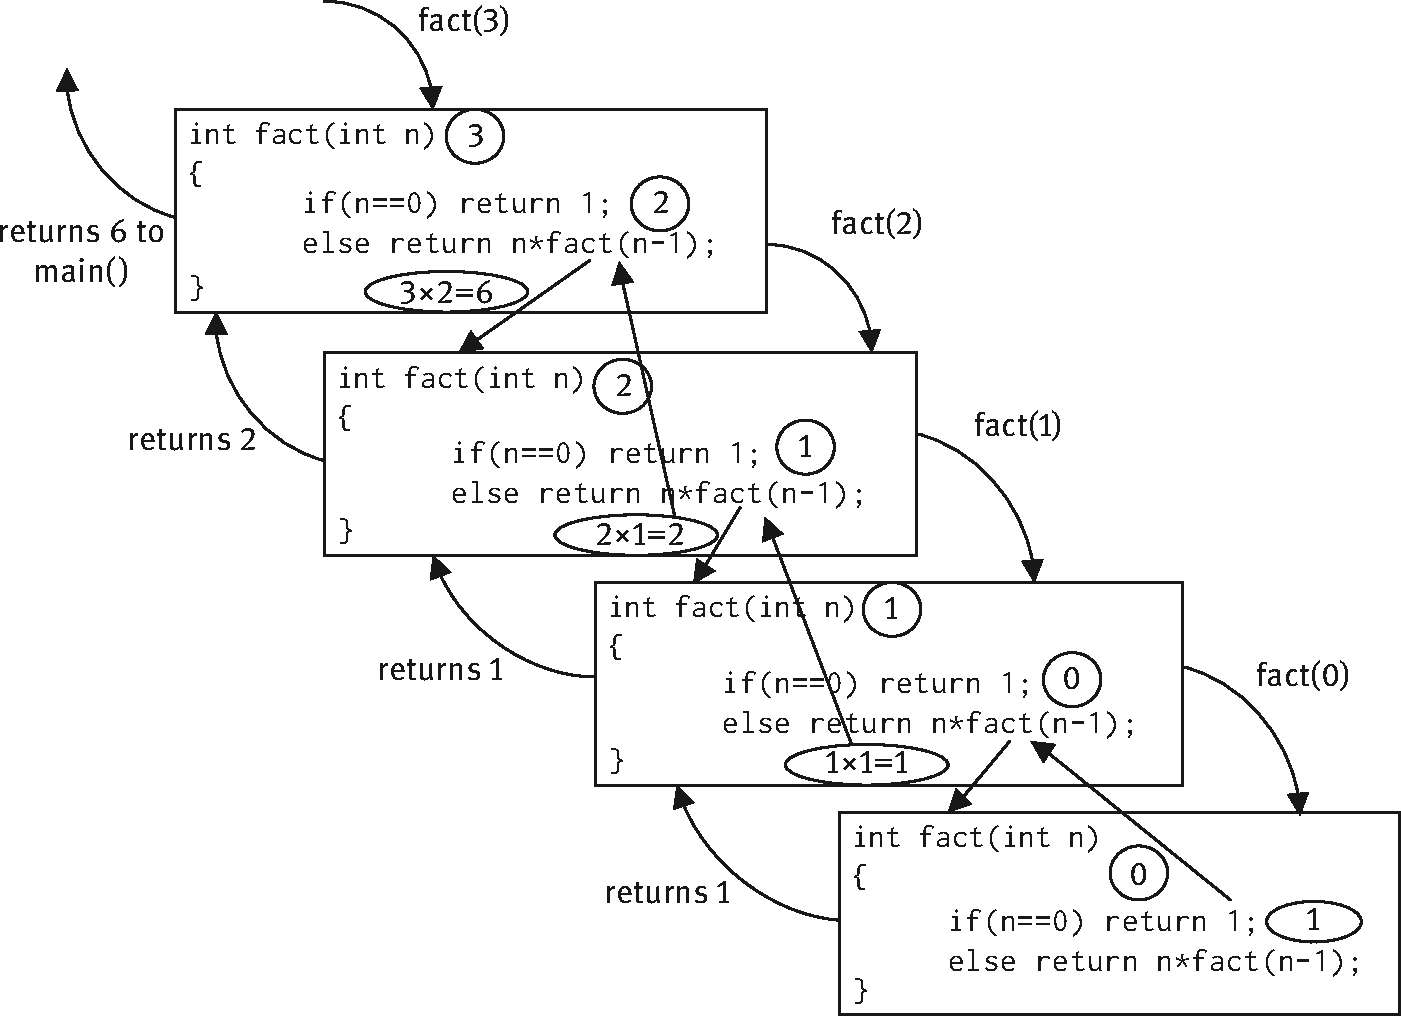 fact(3)
int fact(int n) 3
{
if(n==0) return 1; 2
else return n*fact(n-1);
3×2=6
}
fact(2)
returns 6 to
main()
int fact(int n) 2
{
if(n==0) return 1; 1
else return n*fact(n-1);
2×1=2
}
fact(1)
returns 2
int fact(int n) 1
{
if(n==0) return 1; 0
else return n*fact(n-1);
1×1=1
}
fact(0)
returns 1
int fact(int n)
{
0
if(n==0) return 1; 1
else return n*fact(n-1);
}
returns 1